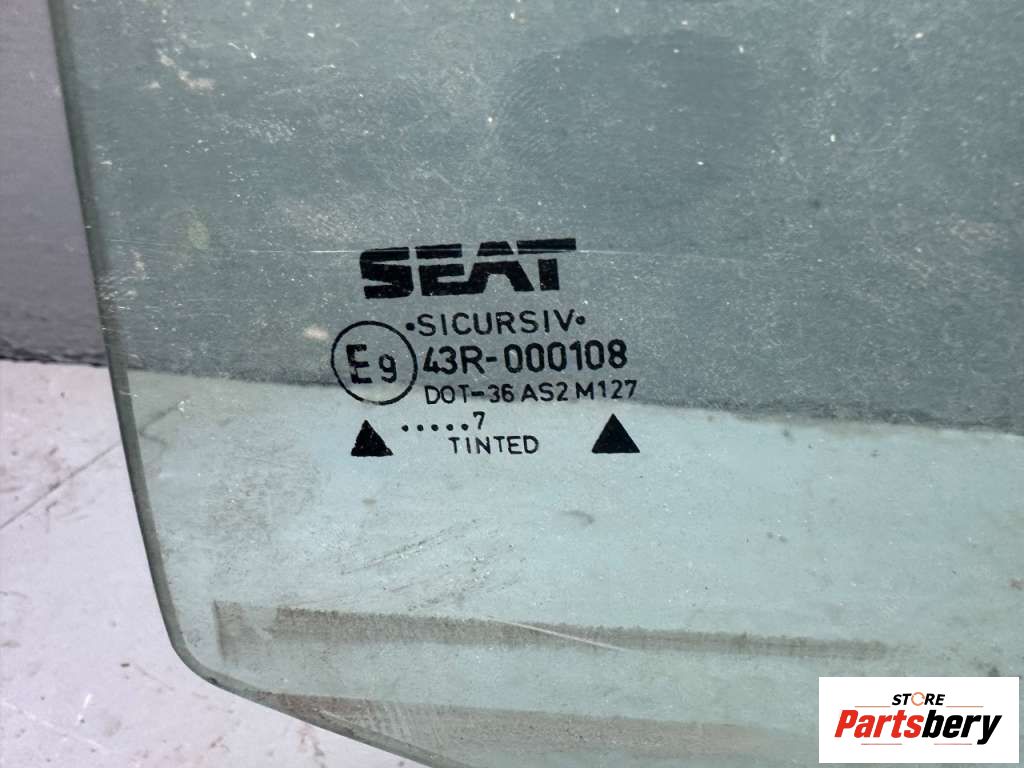 SEAT
•SICURSIV•
E9 43R-000108
DOT-36 AS2 M127
.....7
TINTED
STORE
Partsbery